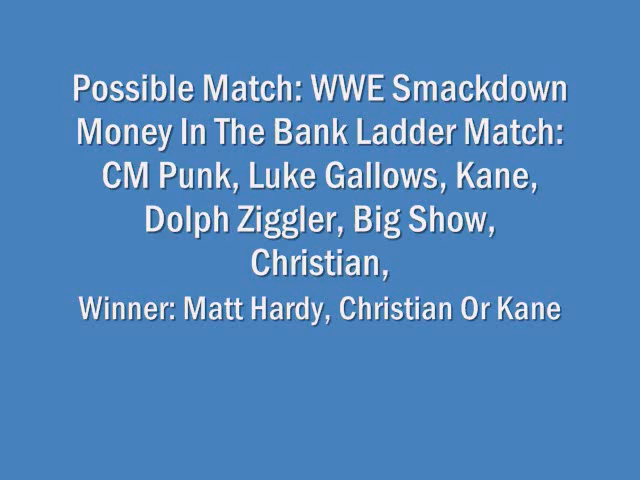 Possible Match: WWE Smackdown
Money In The Bank Ladder Match:
CM Punk, Luke Gallows, Kane,
Dolph Ziggler, Big Show,
Christian,
Winner: Matt Hardy, Christian Or Kane